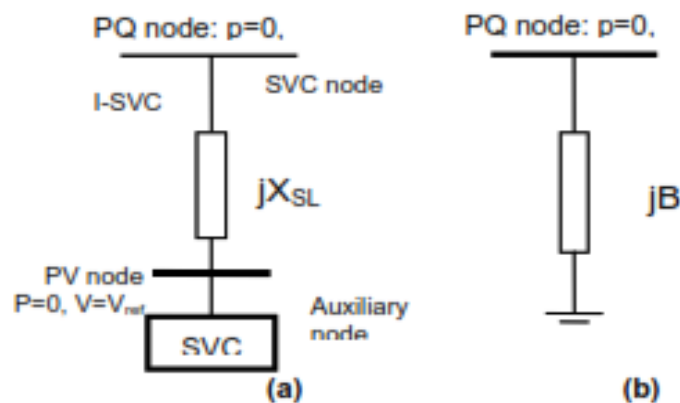 PQ node: p=0,
SVC node
I-SVC
jX_SL
PV node
P=0, V=V_ref
Auxiliary
node
SVC
(a)
PQ node: p=0,
jB
(b)